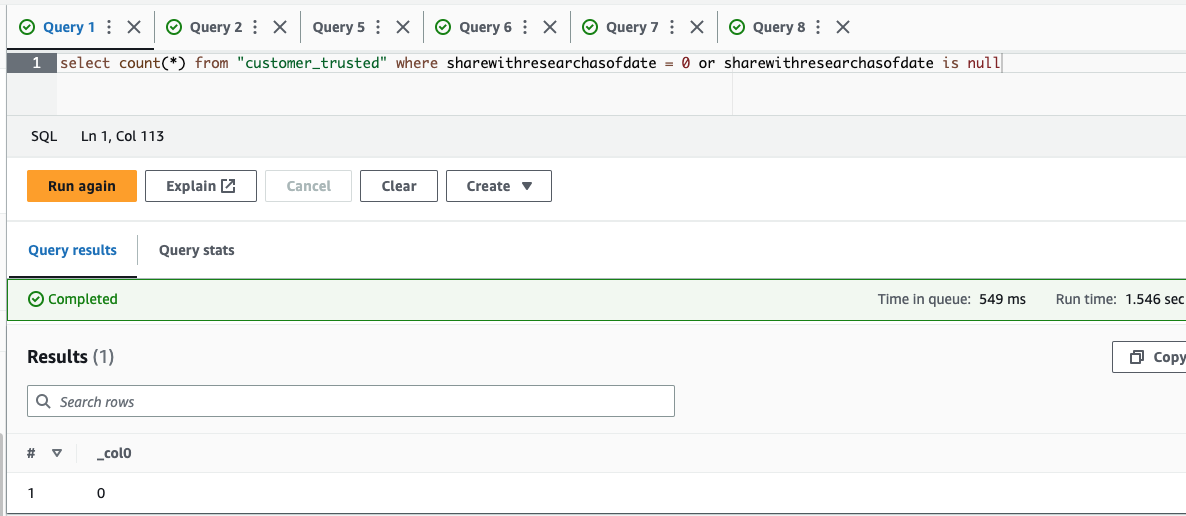 Query 1 Query 2 Query 5 Query 6 Query 7 Query 8
1 select count(*) from "customer_trusted" where sharewithresearchasofdate = 0 or sharewithresearchasofdate is null
SQL Ln 1, Col 113
Run again Explain Cancel Clear Create
Query results Query stats
Completed Time in queue: 549 ms Run time: 1.546 sec
Results (1)
Copy
Search rows
# _col0
1 0